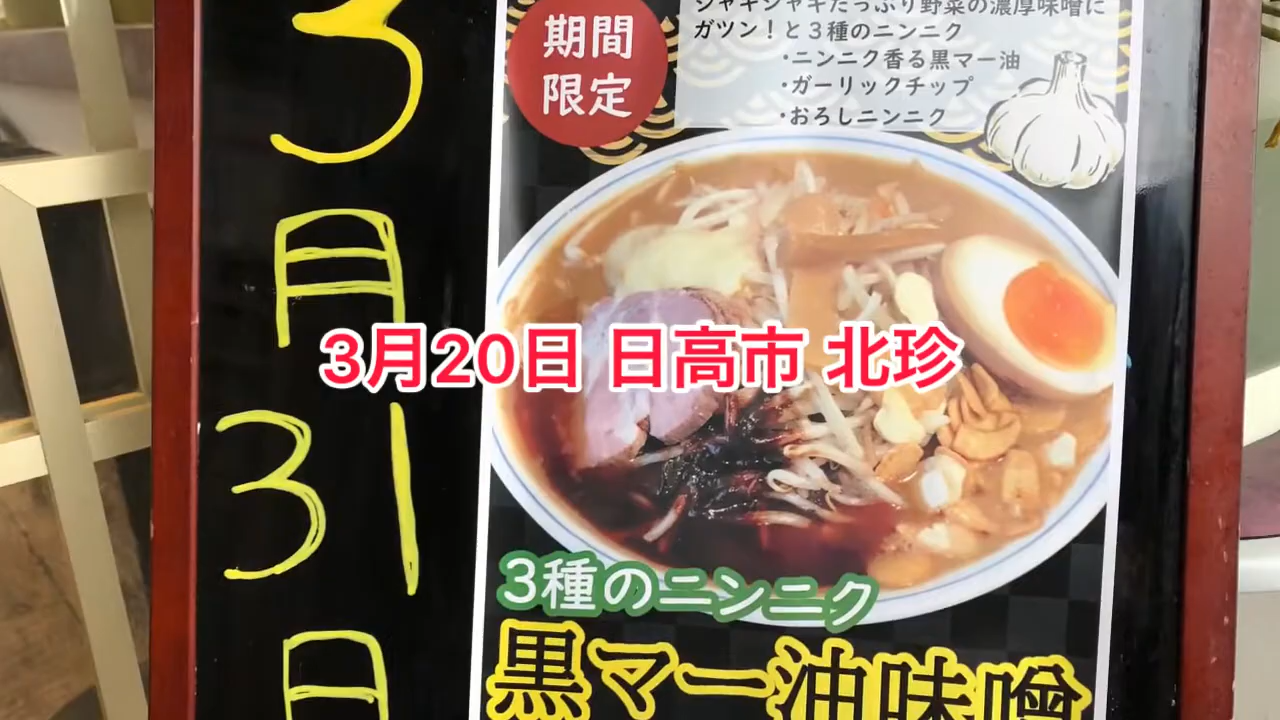 3
月
31
日
期間
限定
シャキシャキたっぷり野菜の濃厚味噌に
ガツン！と3種のニンニク
・ニンニク香る黒マー油
・ガーリックチップ
・おろしニンニク
3月20日 日高市 北珍
3種のニンニク
黒マー油味噌